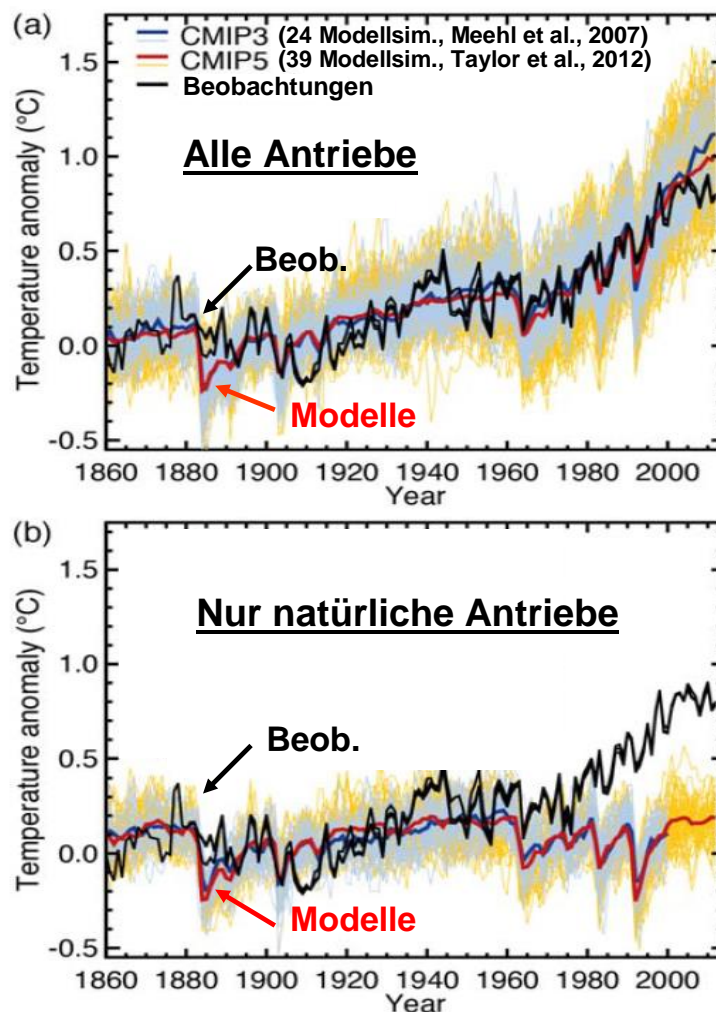 (a)
CMIP3 (24 Modellsim., Meehl et al., 2007)
CMIP5 (39 Modellsim., Taylor et al., 2012)
Beobachtungen
Alle Antriebe
Beob.
Modelle
Temperature anomaly (°C)
1.5
1.0
0.5
0.0
-0.5
1860 1880 1900 1920 1940 1960 1980 2000
Year
(b)
Nur natürliche Antriebe
Beob.
Modelle
Temperature anomaly (°C)
1.5
1.0
0.5
0.0
-0.5
1860 1880 1900 1920 1940 1960 1980 2000
Year